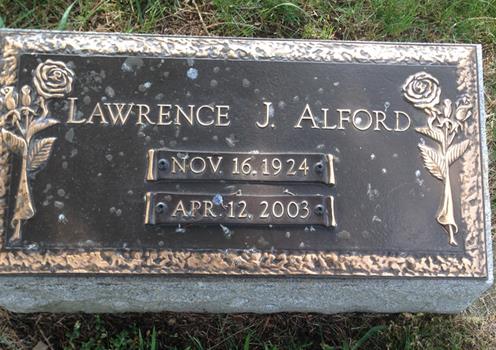 LAWRENCE J. ALFORD
NOV. 16, 1924
APR. 12, 2003